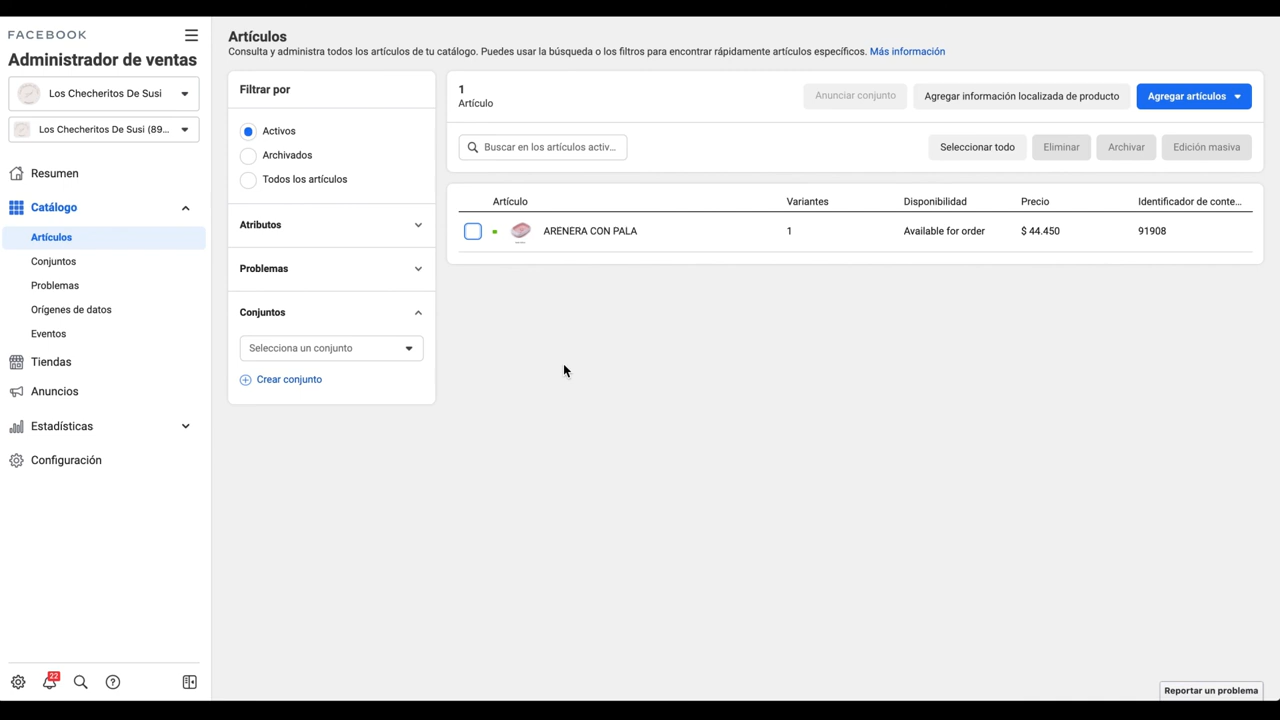 FACEBOOK
Administrador de ventas
Los Checheritos De Susi
Los Checheritos De Susi (89...
Resumen
Catálogo
Artículos
Conjuntos
Problemas
Orígenes de datos
Eventos
Tiendas
Anuncios
Estadísticas
Configuración
22
Artículos
Consulta y administra todos los artículos de tu catálogo. Puedes usar la búsqueda o los filtros para encontrar rápidamente artículos específicos. Más información
Filtrar por
Activos
Archivados
Todos los artículos
Atributos
Problemas
Conjuntos
Selecciona un conjunto
Crear conjunto
1
Artículo
Anunciar conjunto
Agregar información localizada de producto
Agregar artículos
Buscar en los artículos activ...
Seleccionar todo
Eliminar
Archivar
Edición masiva
Artículo Variantes Disponibilidad Precio Identificador de conte...
ARENERA CON PALA 1 Available for order $ 44.450 91908
Reportar un problema